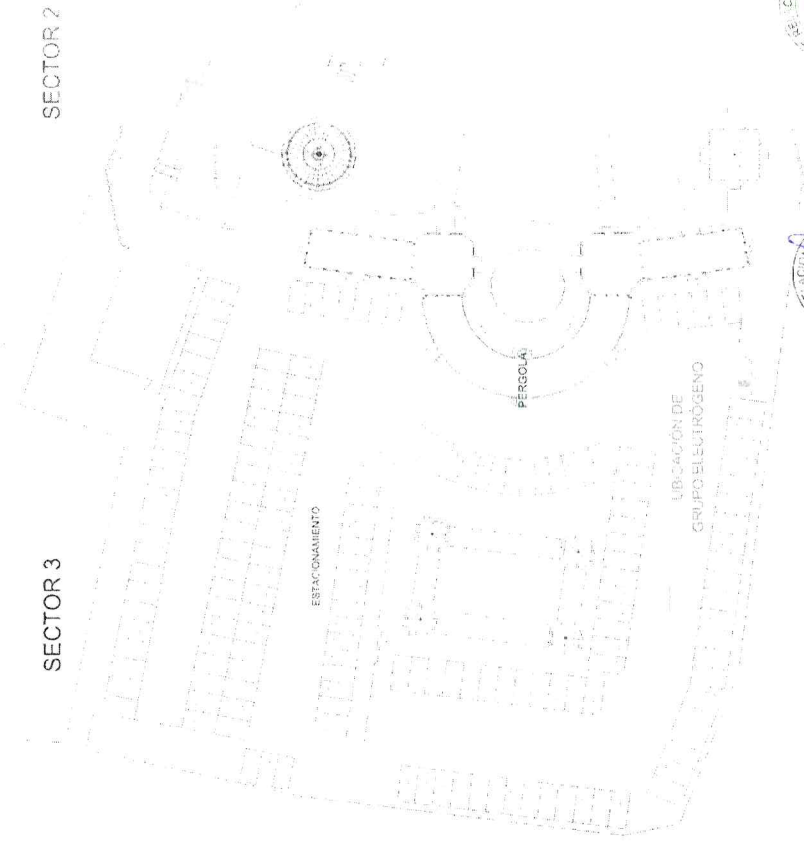 SECTOR 2
SECTOR 3
ESTACIONAMIENTO
PERGOLA
UBICACIÓN DE
GRUPO ELECTRÓGENO